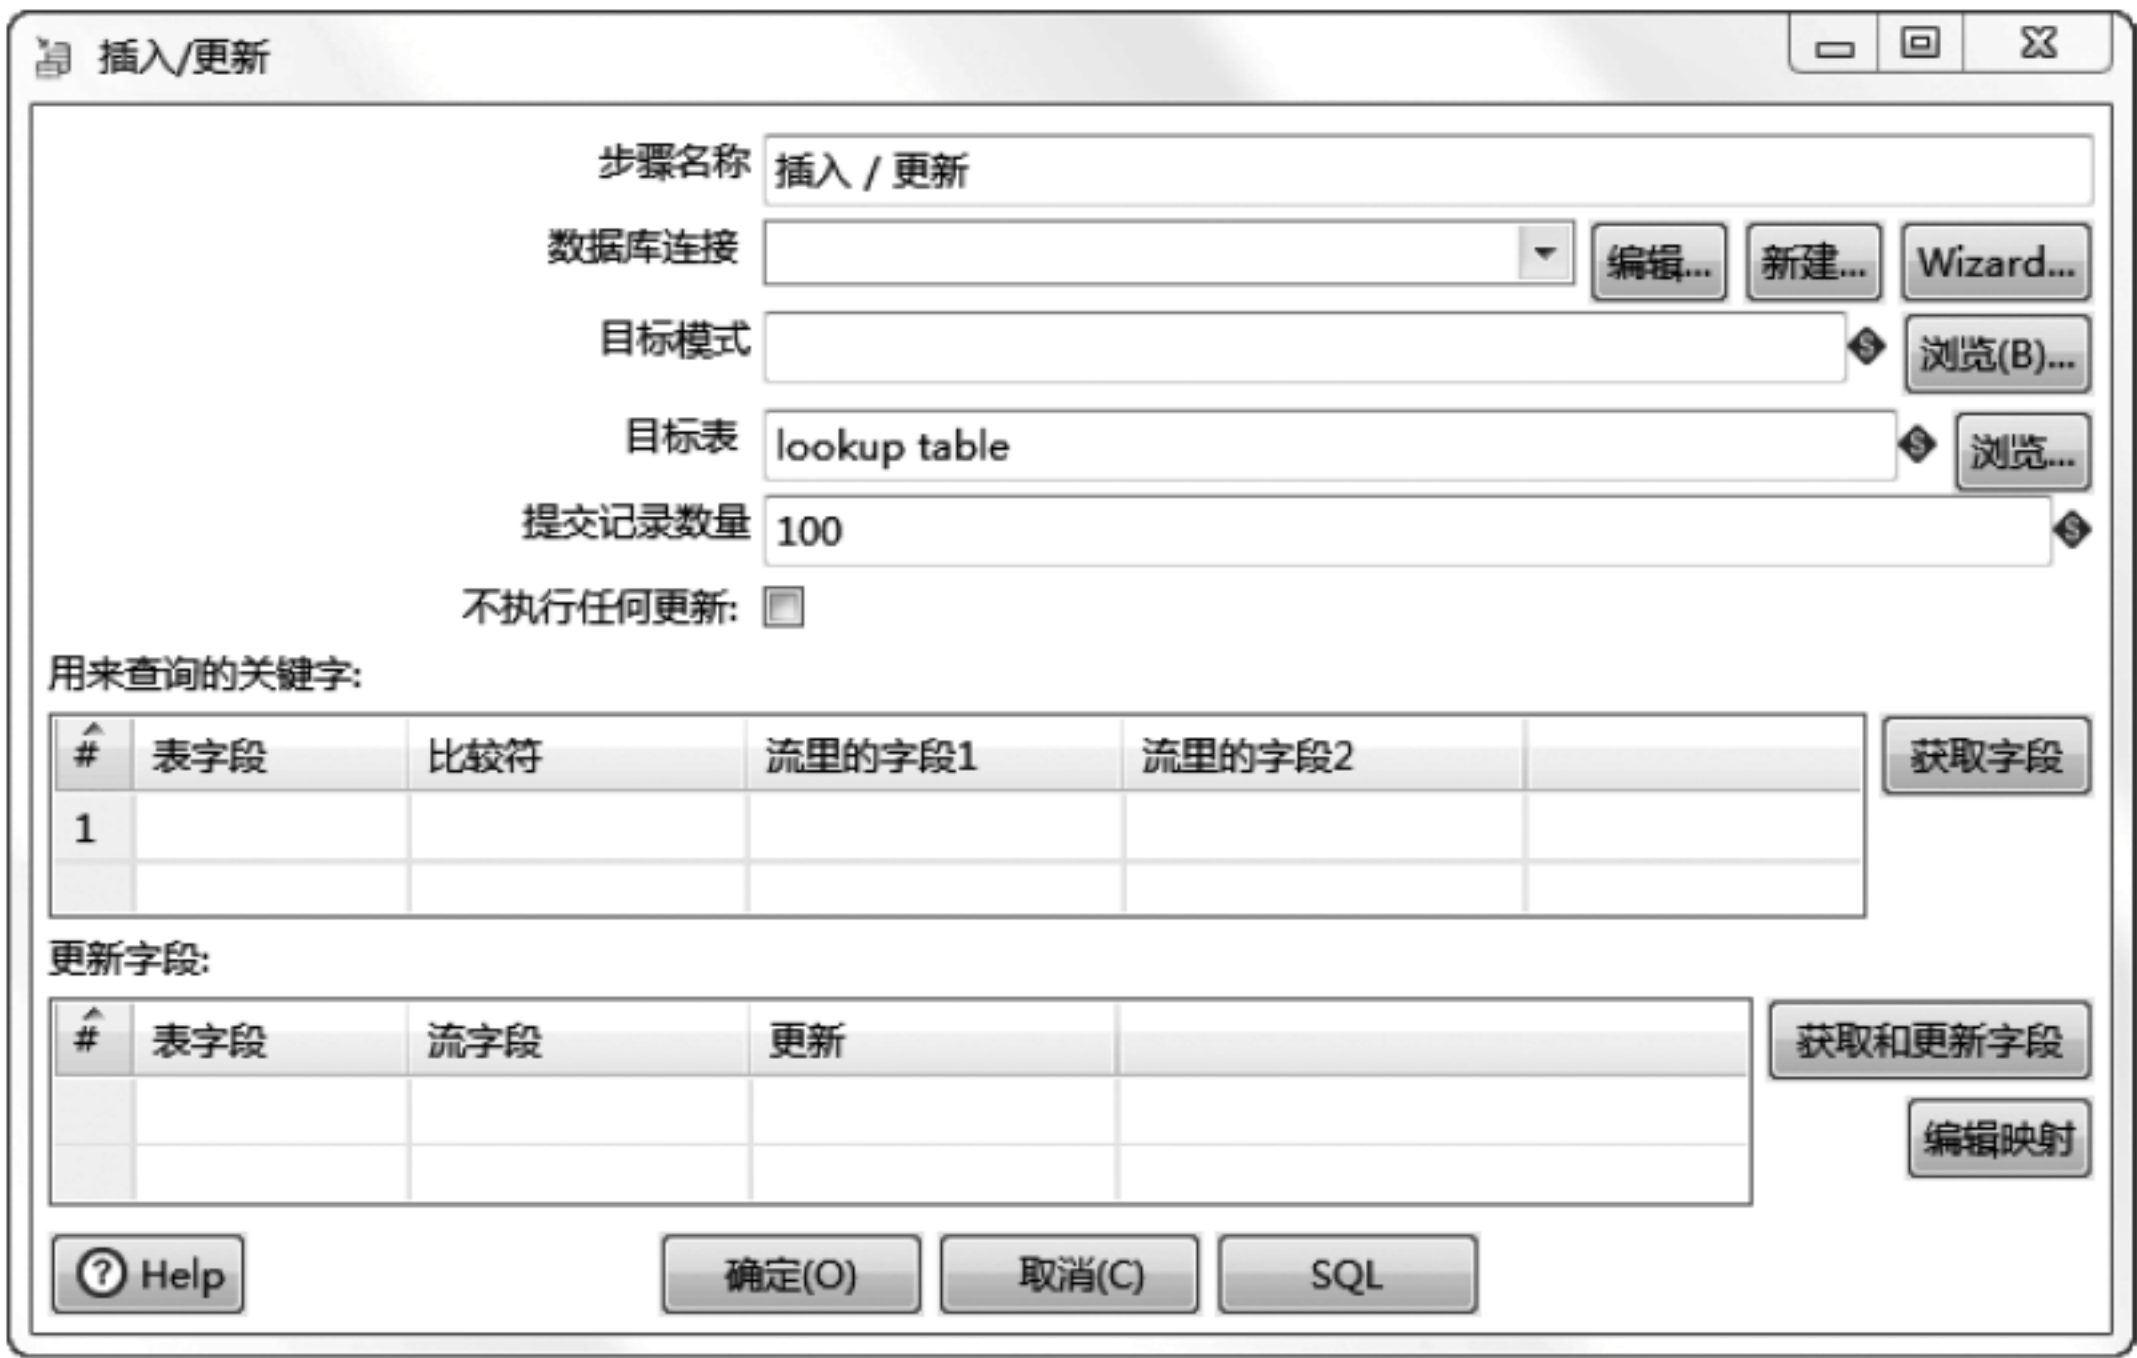 插入/更新
步骤名称 插入 / 更新
数据库连接 编辑... 新建... Wizard...
目标模式 浏览(B)...
目标表 lookup table 浏览...
提交记录数量 100
不执行任何更新:
用来查询的关键字:
# 表字段 比较符 流里的字段1 流里的字段2 获取字段
1
更新字段:
# 表字段 流字段 更新 获取和更新字段
编辑映射
Help 确定(O) 取消(C) SQL